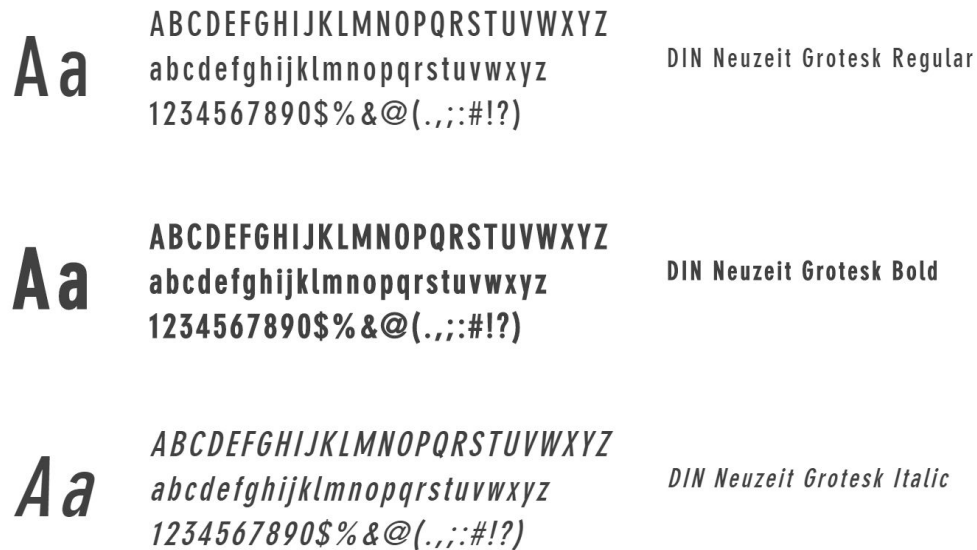 Aa
ABCDEFGHIJKLMNOPQRSTUVWXYZ
abcdefghijklmnopqrstuvwxyz
1234567890$%&@(.,;:#!?)
DIN Neuzeit Grotesk Regular
Aa
ABCDEFGHIJKLMNOPQRSTUVWXYZ
abcdefghijklmnopqrstuvwxyz
1234567890$%&@(.,;:#!?)
DIN Neuzeit Grotesk Bold
Aa
ABCDEFGHIJKLMNOPQRSTUVWXYZ
abcdefghijklmnopqrstuvwxyz
1234567890$%&@(.,;:#!?)
DIN Neuzeit Grotesk Italic